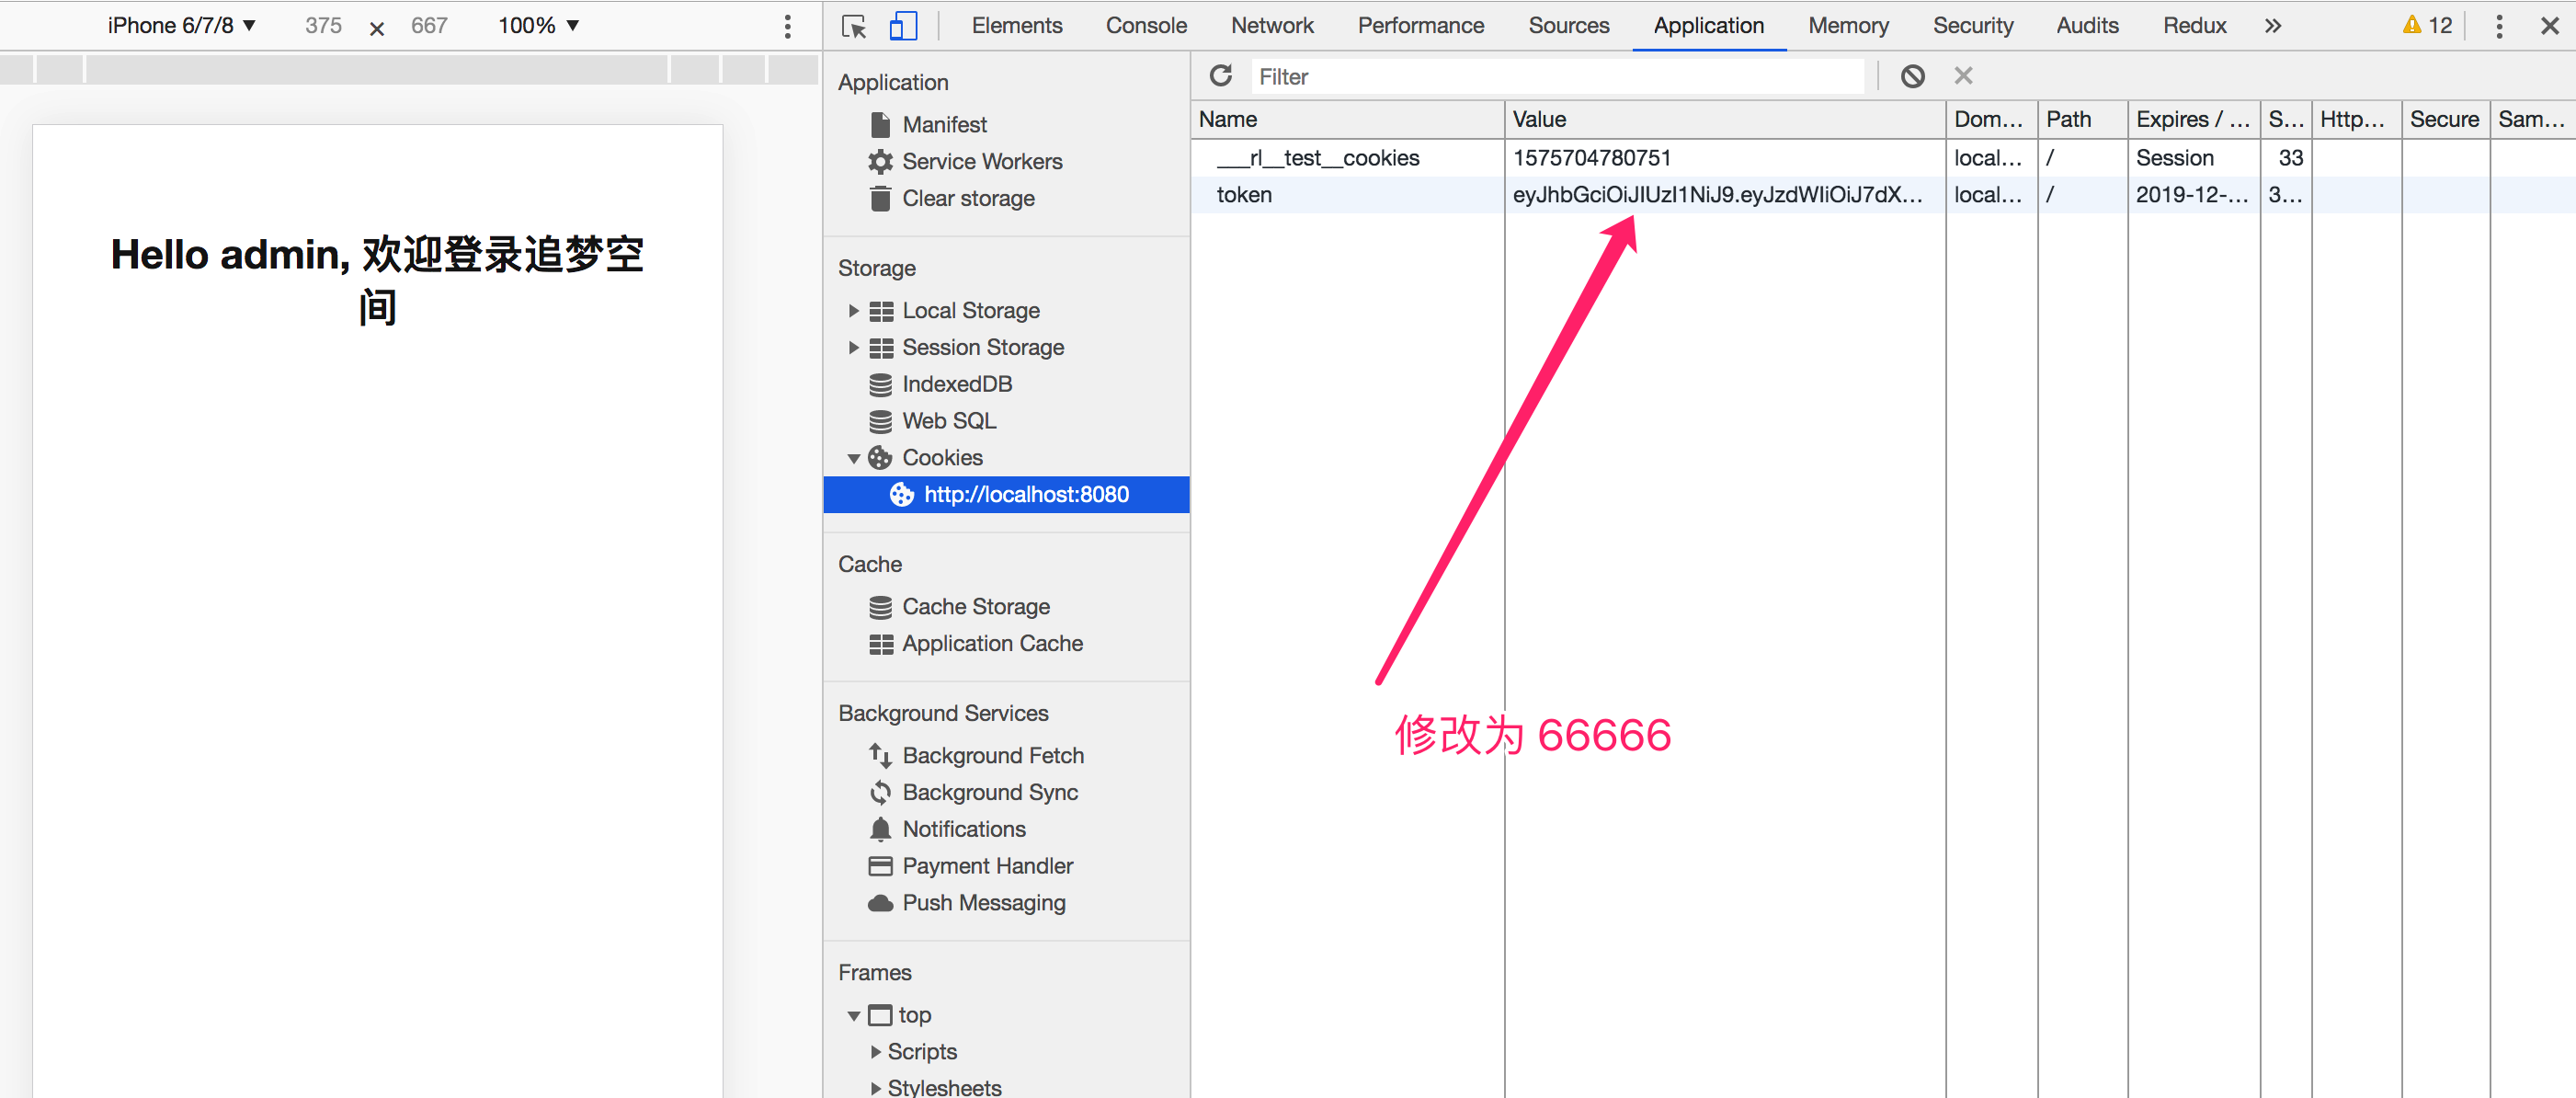 iPhone 6/7/8 ▼ 375 × 667 100% ▼
Elements Console Network Performance Sources Application Memory Security Audits Redux » 12
Hello admin, 欢迎登录追梦空
间
Application
Manifest
Service Workers
Clear storage
Storage
Local Storage
Session Storage
IndexedDB
Web SQL
Cookies
http://localhost:8080
Cache
Cache Storage
Application Cache
Background Services
Background Fetch
Background Sync
Notifications
Payment Handler
Push Messaging
Frames
top
Scripts
Stylesheets
Filter
Name Value Dom... Path Expires / ... S... Http... Secure Sam...
___rl__test__cookies 1575704780751 local... / Session 33
token eyJhbGciOiJIUzI1NiJ9.eyJzdWIiOiJ7dX... local... / 2019-12-... 3...
修改为 66666